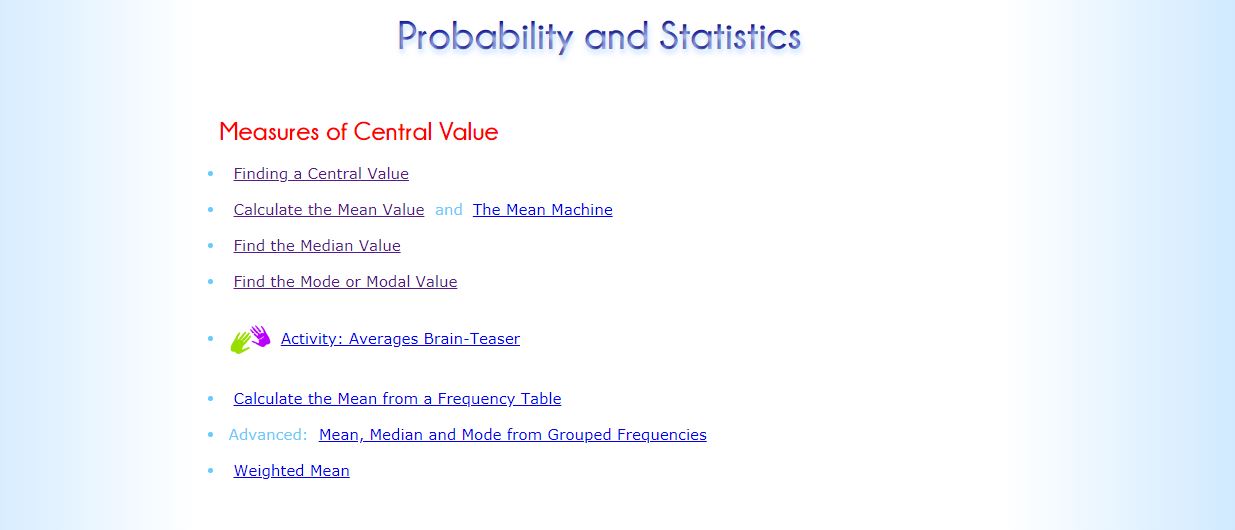 Probability and Statistics
Measures of Central Value
Finding a Central Value
Calculate the Mean Value and The Mean Machine
Find the Median Value
Find the Mode or Modal Value
Activity: Averages Brain-Teaser
Calculate the Mean from a Frequency Table
Advanced: Mean, Median and Mode from Grouped Frequencies
Weighted Mean